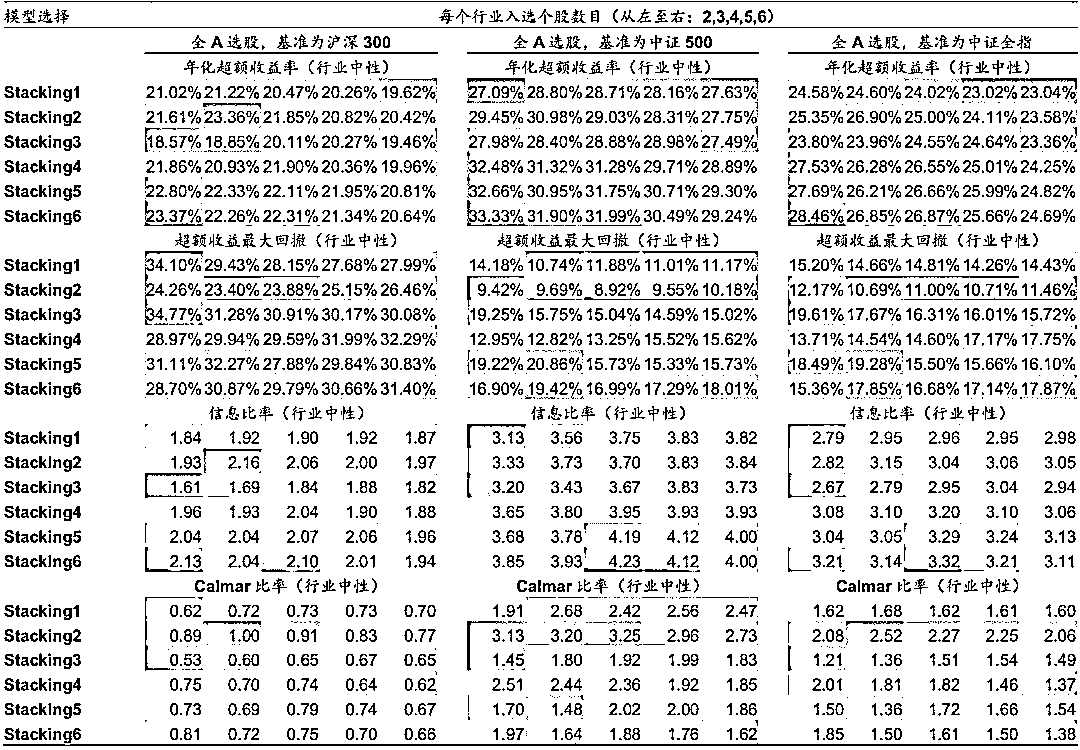 模型选择 每个行业入选个股数目（从左至右：2,3,4,5,6）
全 A 选股，基准为沪深 300 全 A 选股，基准为中证 500 全 A 选股，基准为中证全指
年化超额收益率（行业中性） 年化超额收益率（行业中性） 年化超额收益率（行业中性）
Stacking1 21.02% 21.22% 20.47% 20.26% 19.62% 27.09% 28.80% 28.71% 28.16% 27.63% 24.58% 24.60% 24.02% 23.02% 23.04%
Stacking2 21.61% 23.36% 21.85% 20.82% 20.42% 29.45% 30.98% 29.03% 28.31% 27.75% 25.35% 26.90% 25.00% 24.11% 23.58%
Stacking3 18.57% 18.85% 20.11% 20.27% 19.46% 27.98% 28.40% 28.88% 28.98% 27.49% 23.80% 23.96% 24.55% 24.64% 23.36%
Stacking4 21.86% 20.93% 21.90% 20.36% 19.96% 32.48% 31.32% 31.28% 29.71% 28.89% 27.53% 26.28% 26.55% 25.01% 24.25%
Stacking5 22.80% 22.33% 22.11% 21.95% 20.81% 32.66% 30.95% 31.75% 30.71% 29.30% 27.69% 26.21% 26.66% 25.99% 24.82%
Stacking6 23.37% 22.26% 22.31% 21.34% 20.64% 33.33% 31.90% 31.99% 30.49% 29.24% 28.46% 26.85% 26.87% 25.66% 24.69%
超额收益最大回撤（行业中性） 超额收益最大回撤（行业中性） 超额收益最大回撤（行业中性）
Stacking1 34.10% 29.43% 28.15% 27.68% 27.99% 14.18% 10.74% 11.88% 11.01% 11.17% 15.20% 14.66% 14.81% 14.26% 14.43%
Stacking2 24.26% 23.40% 23.88% 25.15% 26.46% 9.42% 9.69% 8.92% 9.55% 10.18% 12.17% 10.69% 11.00% 10.71% 11.46%
Stacking3 34.77% 31.28% 30.91% 30.17% 30.08% 19.25% 15.75% 15.04% 14.59% 15.02% 19.61% 17.67% 16.31% 16.01% 15.72%
Stacking4 28.97% 29.94% 29.59% 31.99% 32.29% 12.95% 12.82% 13.25% 15.52% 15.62% 13.71% 14.54% 14.60% 17.17% 17.75%
Stacking5 31.11% 32.27% 27.88% 29.84% 30.83% 19.22% 20.86% 15.73% 15.33% 15.73% 18.49% 19.28% 15.50% 15.66% 16.10%
Stacking6 28.70% 30.87% 29.79% 30.66% 31.40% 16.90% 19.42% 16.99% 17.29% 18.01% 15.36% 17.85% 16.68% 17.14% 17.87%
信息比率（行业中性） 信息比率（行业中性） 信息比率（行业中性）
Stacking1 1.84 1.92 1.90 1.92 1.87 3.13 3.56 3.75 3.83 3.82 2.79 2.95 2.96 2.95 2.98
Stacking2 1.93 2.16 2.06 2.00 1.97 3.33 3.73 3.70 3.83 3.84 2.82 3.15 3.04 3.06 3.05
Stacking3 1.61 1.69 1.84 1.88 1.82 3.20 3.43 3.67 3.83 3.73 2.67 2.79 2.95 3.04 2.94
Stacking4 1.96 1.93 2.04 1.90 1.88 3.65 3.80 3.95 3.93 3.93 3.08 3.10 3.20 3.10 3.06
Stacking5 2.04 2.04 2.07 2.06 1.96 3.68 3.78 4.19 4.12 4.00 3.04 3.05 3.29 3.24 3.13
Stacking6 2.13 2.04 2.10 2.01 1.94 3.85 3.93 4.23 4.12 4.00 3.21 3.14 3.32 3.21 3.11
Calmar 比率（行业中性） Calmar 比率（行业中性） Calmar 比率（行业中性）
Stacking1 0.62 0.72 0.73 0.73 0.70 1.91 2.68 2.42 2.56 2.47 1.62 1.68 1.62 1.61 1.60
Stacking2 0.89 1.00 0.91 0.83 0.77 3.13 3.20 3.25 2.96 2.73 2.08 2.52 2.27 2.25 2.06
Stacking3 0.53 0.60 0.65 0.67 0.65 1.45 1.80 1.92 1.99 1.83 1.21 1.36 1.51 1.54 1.49
Stacking4 0.75 0.70 0.74 0.64 0.62 2.51 2.44 2.36 1.92 1.85 2.01 1.81 1.82 1.46 1.37
Stacking5 0.73 0.69 0.79 0.74 0.67 1.70 1.48 2.02 2.00 1.86 1.50 1.36 1.72 1.66 1.54
Stacking6 0.81 0.72 0.75 0.70 0.66 1.97 1.64 1.88 1.76 1.62 1.85 1.50 1.61 1.50 1.38